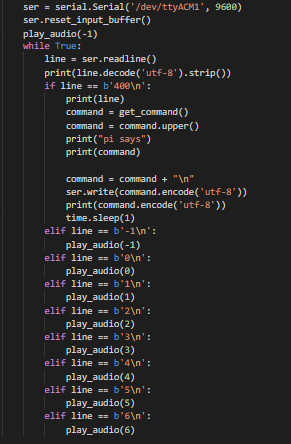 ser = serial.Serial('/dev/ttyACM1', 9600)
ser.reset_input_buffer()
play_audio(-1)
while True:
    line = ser.readline()
    print(line.decode('utf-8').strip())
    if line == b'400\n':
        print(line)
        command = get_command()
        command = command.upper()
        print("pi says")
        print(command)

        command = command + "\n"
        ser.write(command.encode('utf-8'))
        print(command.encode('utf-8'))
        time.sleep(1)
    elif line == b'-1\n':
        play_audio(-1)
    elif line == b'0\n':
        play_audio(0)
    elif line == b'1\n':
        play_audio(1)
    elif line == b'2\n':
        play_audio(2)
    elif line == b'3\n':
        play_audio(3)
    elif line == b'4\n':
        play_audio(4)
    elif line == b'5\n':
        play_audio(5)
    elif line == b'6\n':
        play_audio(6)